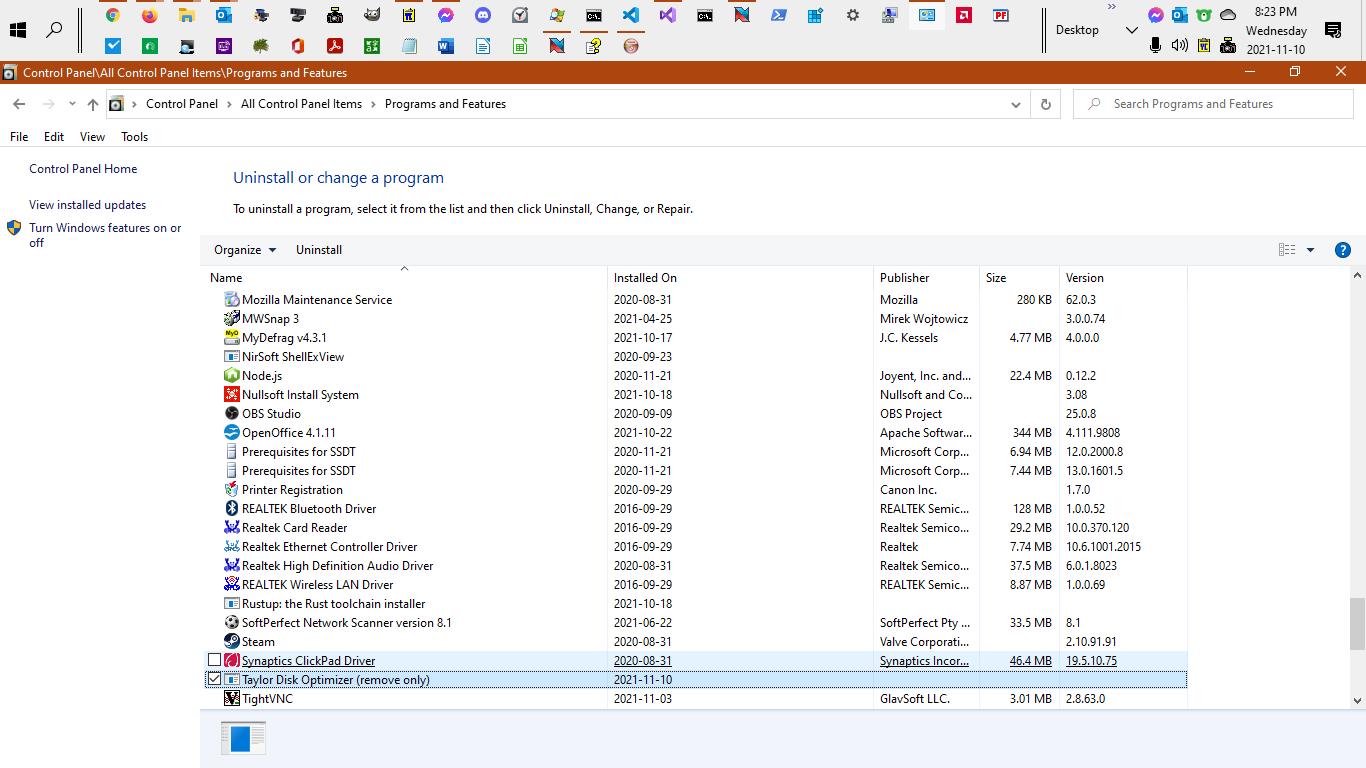 8:23 PM
Wednesday
2021-11-10
Desktop
Control Panel\All Control Panel Items\Programs and Features
Control Panel > All Control Panel Items > Programs and Features
Search Programs and Features
File Edit View Tools
Control Panel Home
View installed updates
Turn Windows features on or
off
Uninstall or change a program
To uninstall a program, select it from the list and then click Uninstall, Change, or Repair.
Organize Uninstall
Name Installed On Publisher Size Version
Mozilla Maintenance Service 2020-08-31 Mozilla 280 KB 62.0.3
MWSnap 3 2021-04-25 Mirek Wojtowicz 3.0.0.74
MyDefrag v4.3.1 2021-10-17 J.C. Kessels 4.77 MB 4.0.0.0
NirSoft ShellExView 2020-09-23
Node.js 2020-11-21 Joyent, Inc. and... 22.4 MB 0.12.2
Nullsoft Install System 2021-10-18 Nullsoft and Co... 3.08
OBS Studio 2020-09-09 OBS Project 25.0.8
OpenOffice 4.1.11 2021-10-22 Apache Softwar... 344 MB 4.111.9808
Prerequisites for SSDT 2020-11-21 Microsoft Corp... 6.94 MB 12.0.2000.8
Prerequisites for SSDT 2020-11-21 Microsoft Corp... 7.44 MB 13.0.1601.5
Printer Registration 2020-09-29 Canon Inc. 1.7.0
REALTEK Bluetooth Driver 2016-09-29 REALTEK Semic... 128 MB 1.0.0.52
Realtek Card Reader 2016-09-29 Realtek Semico... 29.2 MB 10.0.370.120
Realtek Ethernet Controller Driver 2016-09-29 Realtek 7.74 MB 10.6.1001.2015
Realtek High Definition Audio Driver 2020-08-31 Realtek Semico... 37.5 MB 6.0.1.8023
REALTEK Wireless LAN Driver 2016-09-29 REALTEK Semic... 8.87 MB 1.0.0.69
Rustup: the Rust toolchain installer 2021-10-18
SoftPerfect Network Scanner version 8.1 2021-06-22 SoftPerfect Pty ... 33.5 MB 8.1
Steam 2020-08-31 Valve Corporati... 2.10.91.91
Synaptics ClickPad Driver 2020-08-31 Synaptics Incor... 46.4 MB 19.5.10.75
Taylor Disk Optimizer (remove only) 2021-11-10
TightVNC 2021-11-03 GlavSoft LLC. 3.01 MB 2.8.63.0